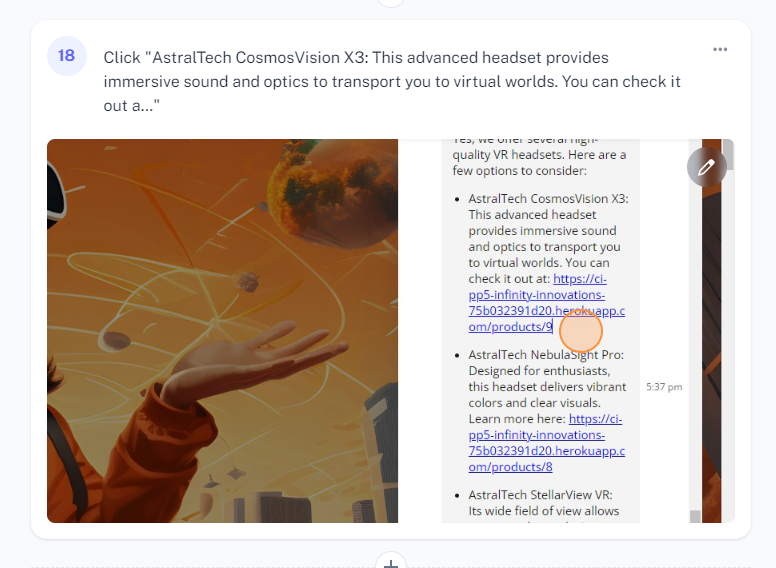 18
Click "AstralTech CosmosVision X3: This advanced headset provides
immersive sound and optics to transport you to virtual worlds. You can check it
out a..."
Yes, we offer several high-
quality VR headsets. Here are a
few options to consider:
• AstralTech CosmosVision X3:
This advanced headset
provides immersive sound
and optics to transport you
to virtual worlds. You can
check it out at: https://ci-
pp5-infinity-innovations-
75b032391d20.herokuapp.c
om/products/9
• AstralTech NebulaSight Pro:
Designed for enthusiasts,
this headset delivers vibrant
colors and clear visuals.
Learn more here: https://ci-
pp5-infinity-innovations-
75b032391d20.herokuapp.c
om/products/8
5:37 pm
• AstralTech StellarView VR:
Its wide field of view allows